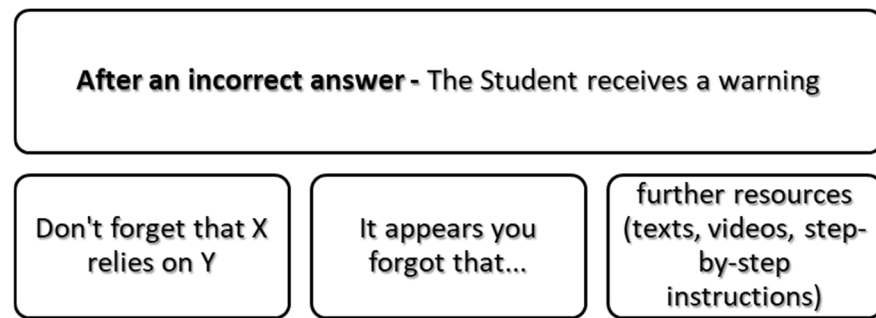 After an incorrect answer - The Student receives a warning
Don't forget that X
relies on Y
It appears you
forgot that...
further resources
(texts, videos, step-
by-step
instructions)